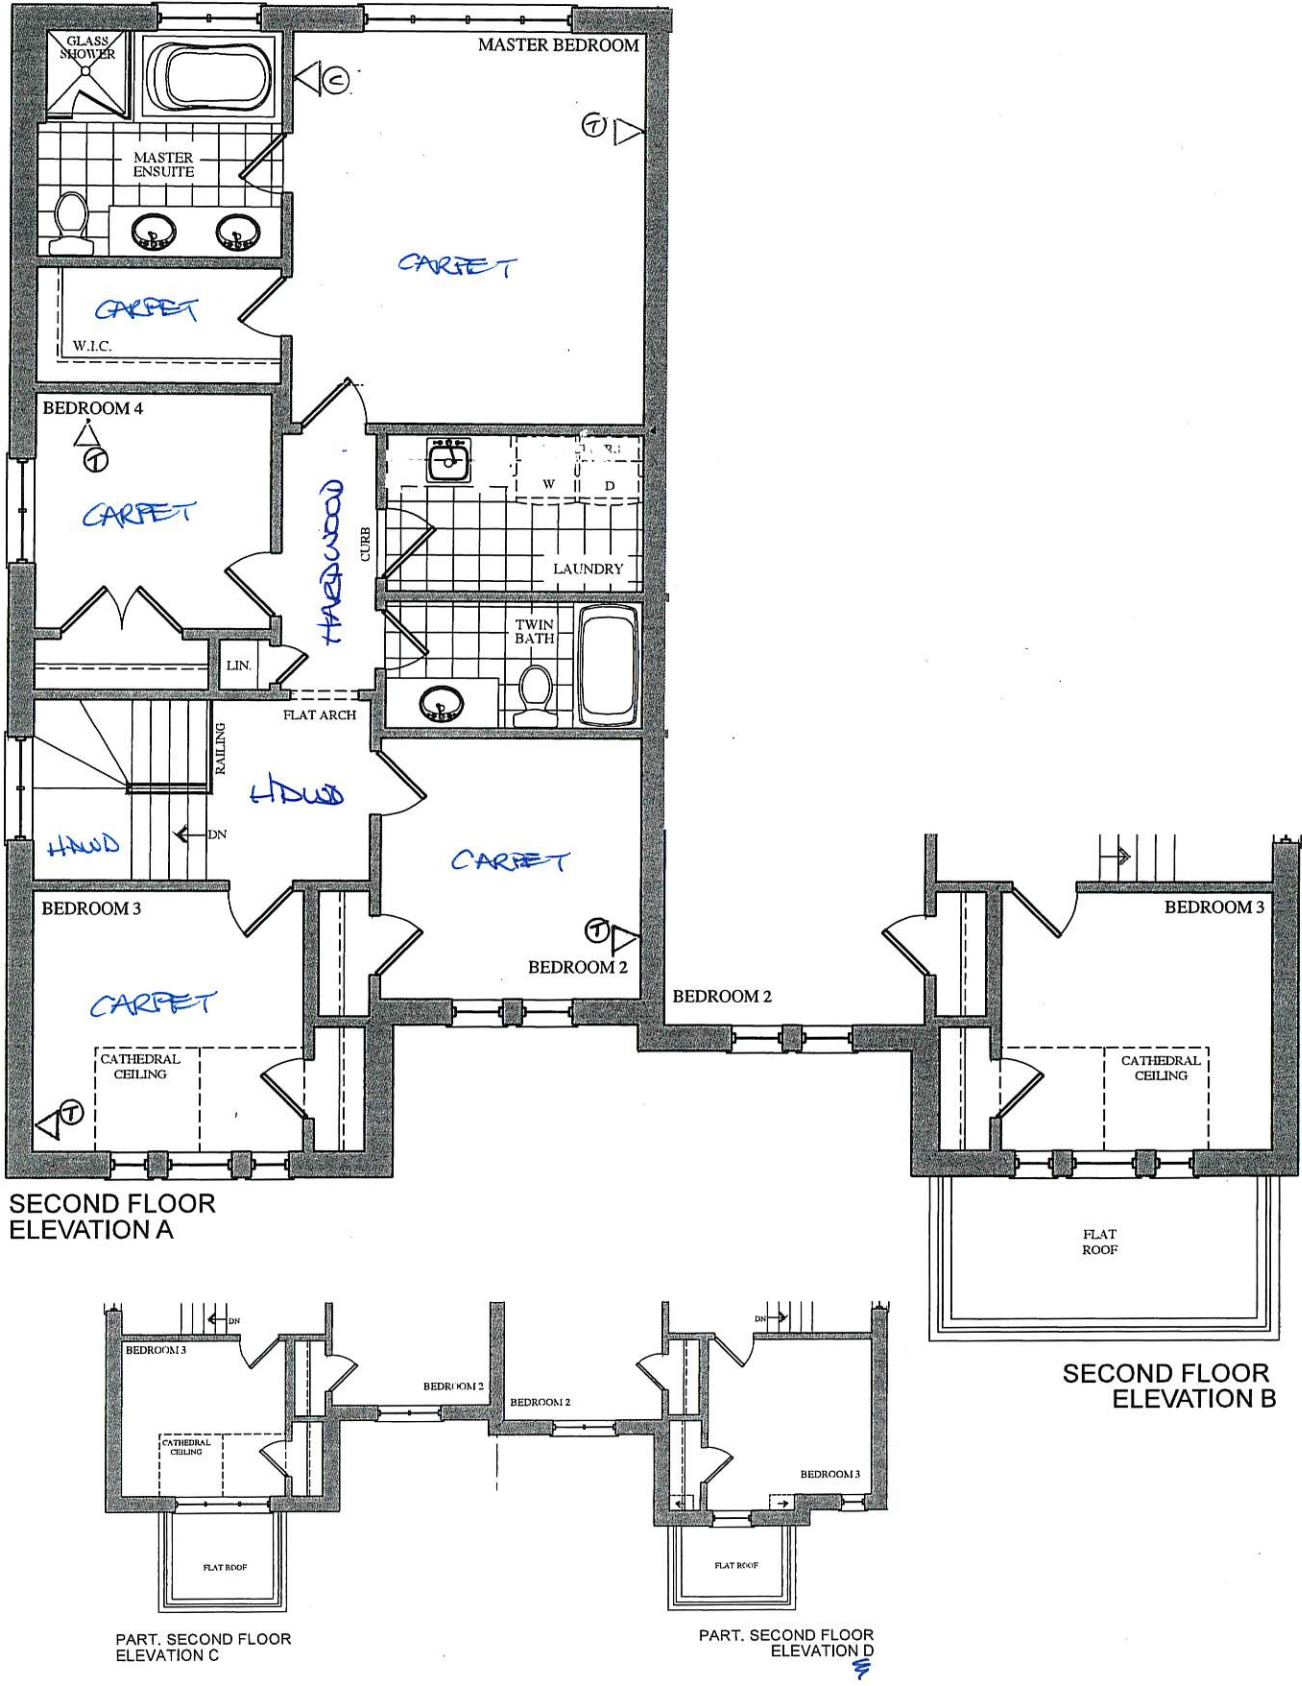 GLASS
SHOWER
MASTER BEDROOM
C
T
MASTER
ENSUITE
CARPET
CARPET
W.I.C.
BEDROOM 4
T
CARPET
HARDWOOD
CURB
W
D
LAUNDRY
TWIN
BATH
LIN.
FLAT ARCH
RAILING
HDWD
DN
HDWD
CARPET
T
BEDROOM 2
BEDROOM 3
CARPET
CATHEDRAL
CEILING
T
SECOND FLOOR
ELEVATION A
BEDROOM 2
BEDROOM 3
CATHEDRAL
CEILING
FLAT
ROOF
SECOND FLOOR
ELEVATION B
DN
BEDROOM 3
BEDROOM 2
CATHEDRAL
CEILING
FLAT ROOF
PART. SECOND FLOOR
ELEVATION C
DN
BEDROOM 2
BEDROOM 3
FLAT ROOF
PART. SECOND FLOOR
ELEVATION D